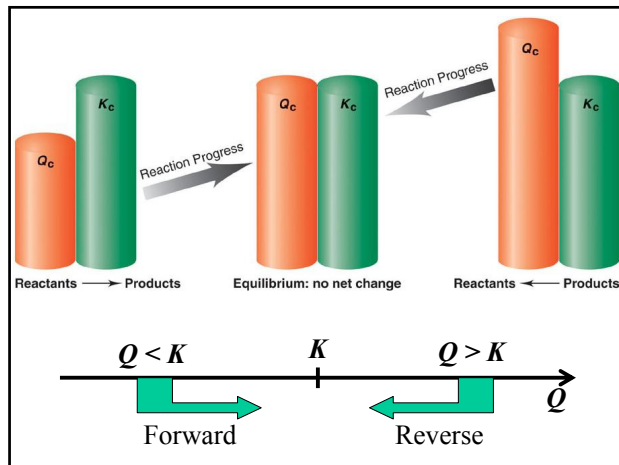 Qc
Kc
Reaction Progress
Qc
Kc
Reaction Progress
Qc
Kc
Reactants → Products
Equilibrium: no net change
Reactants ← Products
Q < K
K
Q > K
Q
Forward
Reverse